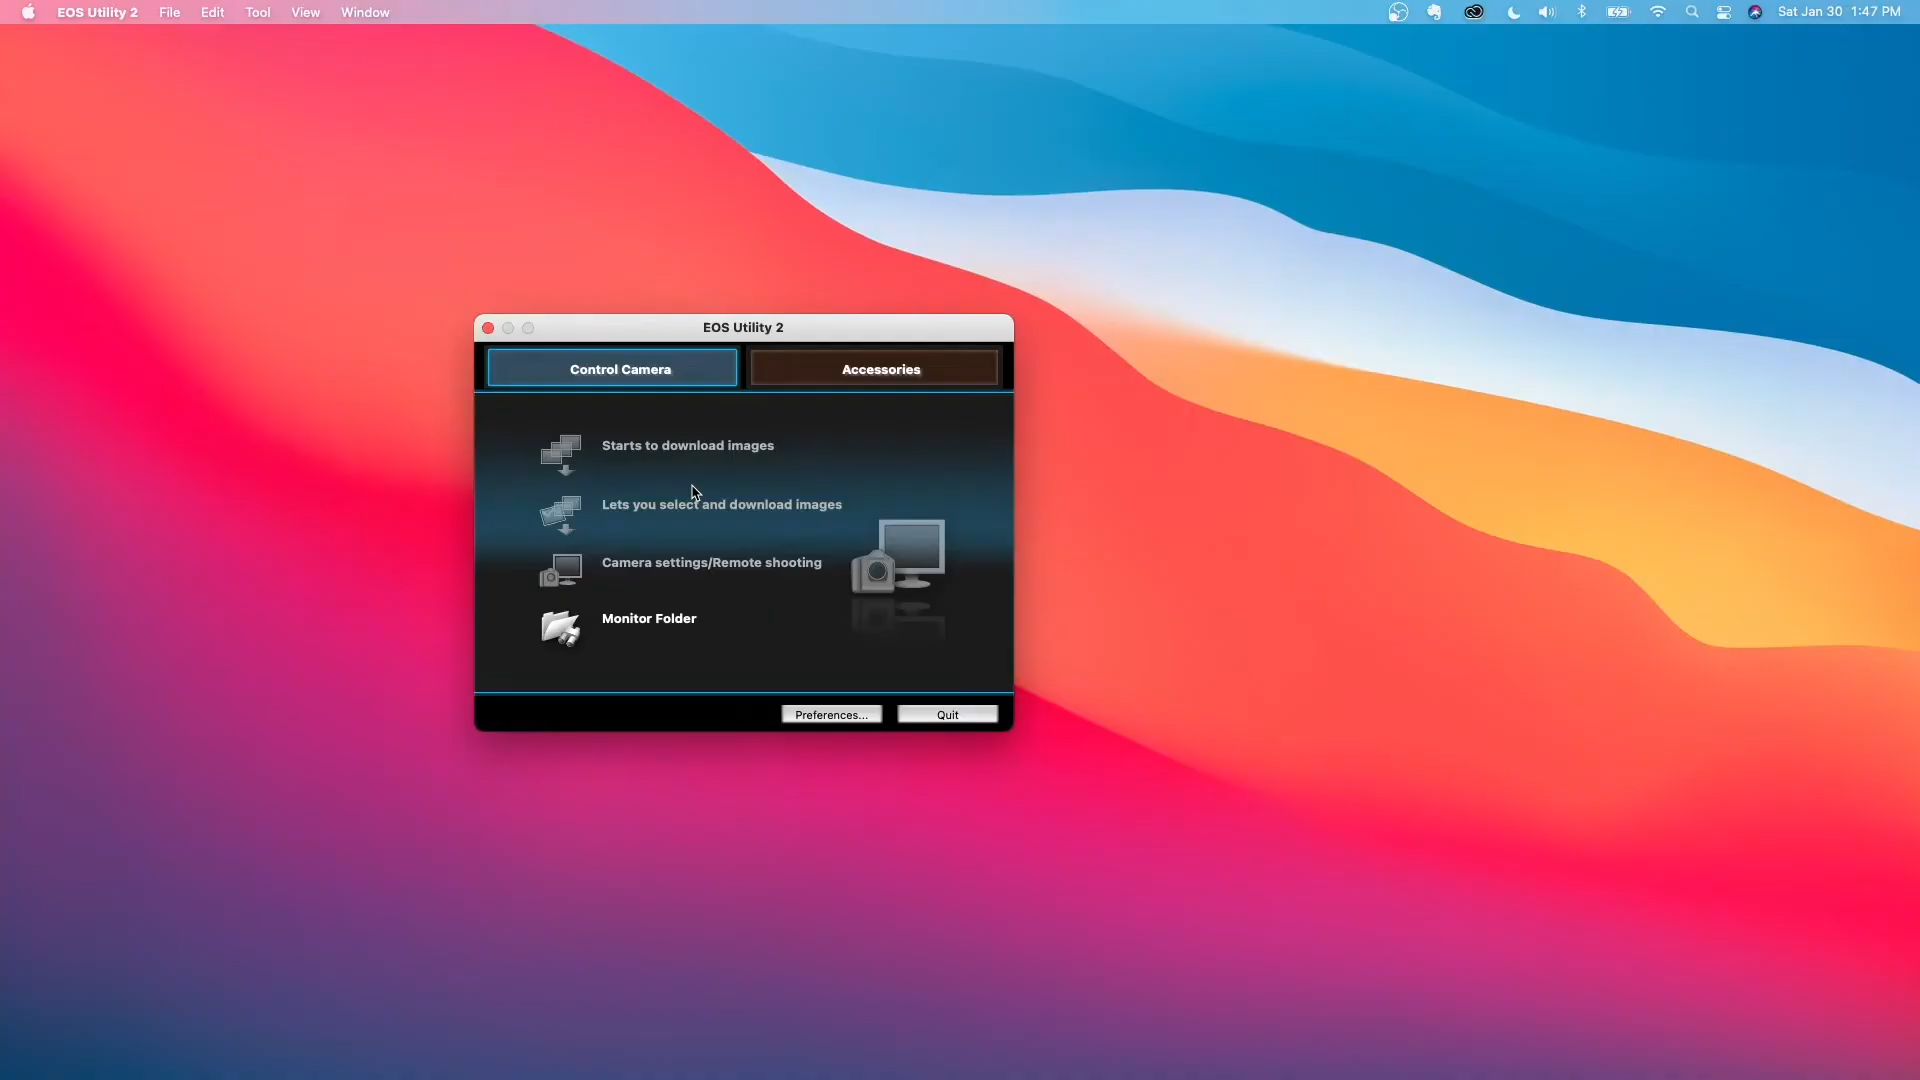 EOS Utility 2 File Edit Tool View Window Sat Jan 30 1:47 PM
EOS Utility 2
Control Camera Accessories
Starts to download images
Lets you select and download images
Camera settings/Remote shooting
Monitor Folder
Preferences... Quit